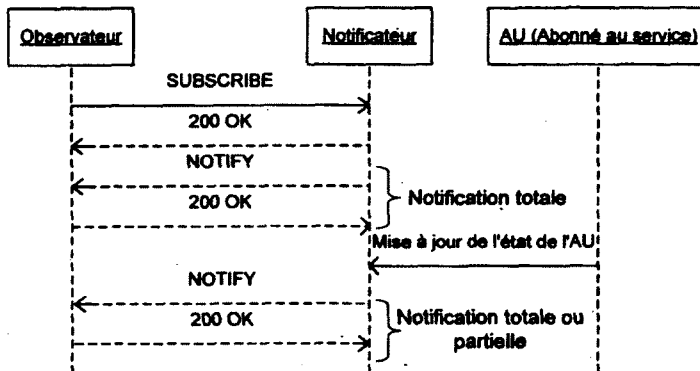 Observateur
Notificateur
AU (Abonné au service)
SUBSCRIBE
200 OK
NOTIFY
200 OK
Notification totale
Mise à jour de l'état de l'AU
NOTIFY
200 OK
Notification totale ou
partielle